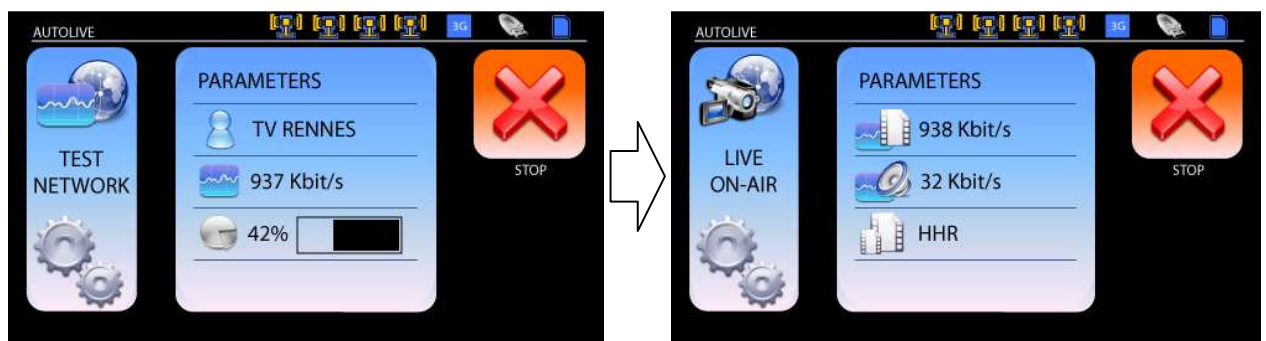 AUTOLIVE
3G
TEST
NETWORK
PARAMETERS
TV RENNES
937 Kbit/s
42%
STOP
AUTOLIVE
3G
LIVE
ON-AIR
PARAMETERS
938 Kbit/s
32 Kbit/s
HHR
STOP